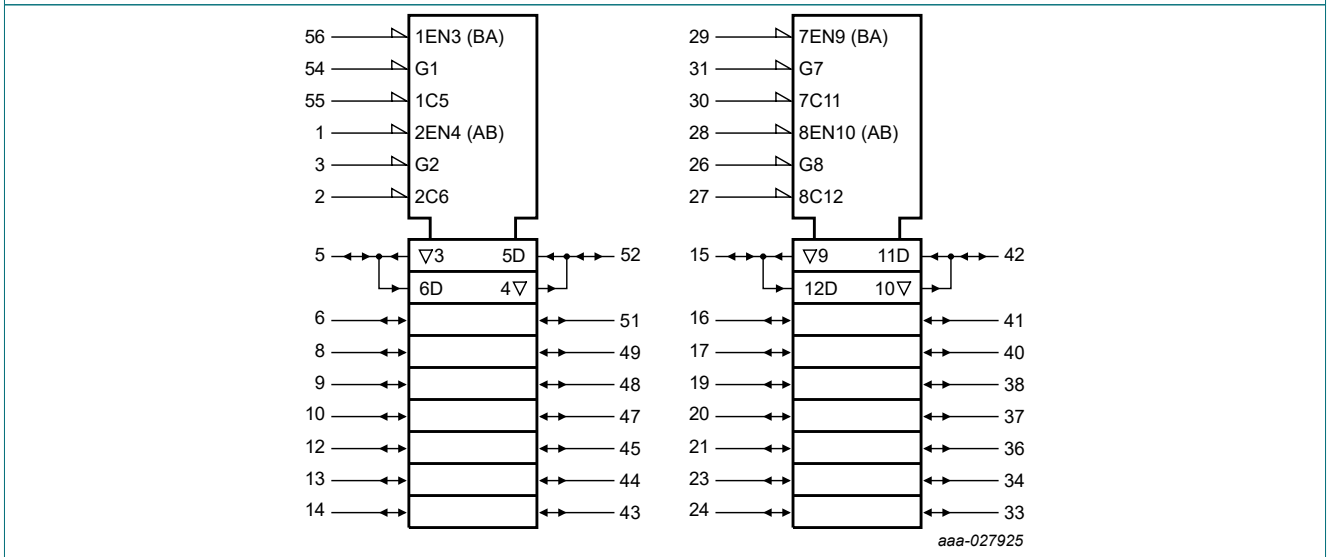 56 1EN3 (BA)
54 G1
55 1C5
1 2EN4 (AB)
3 G2
2 2C6
5 ▽3 5D 52
6D 4▽
6 51
8 49
9 48
10 47
12 45
13 44
14 43
29 7EN9 (BA)
31 G7
30 7C11
28 8EN10 (AB)
26 G8
27 8C12
15 ▽9 11D 42
12D 10▽
16 41
17 40
19 38
20 37
21 36
23 34
24 33
aaa-027925